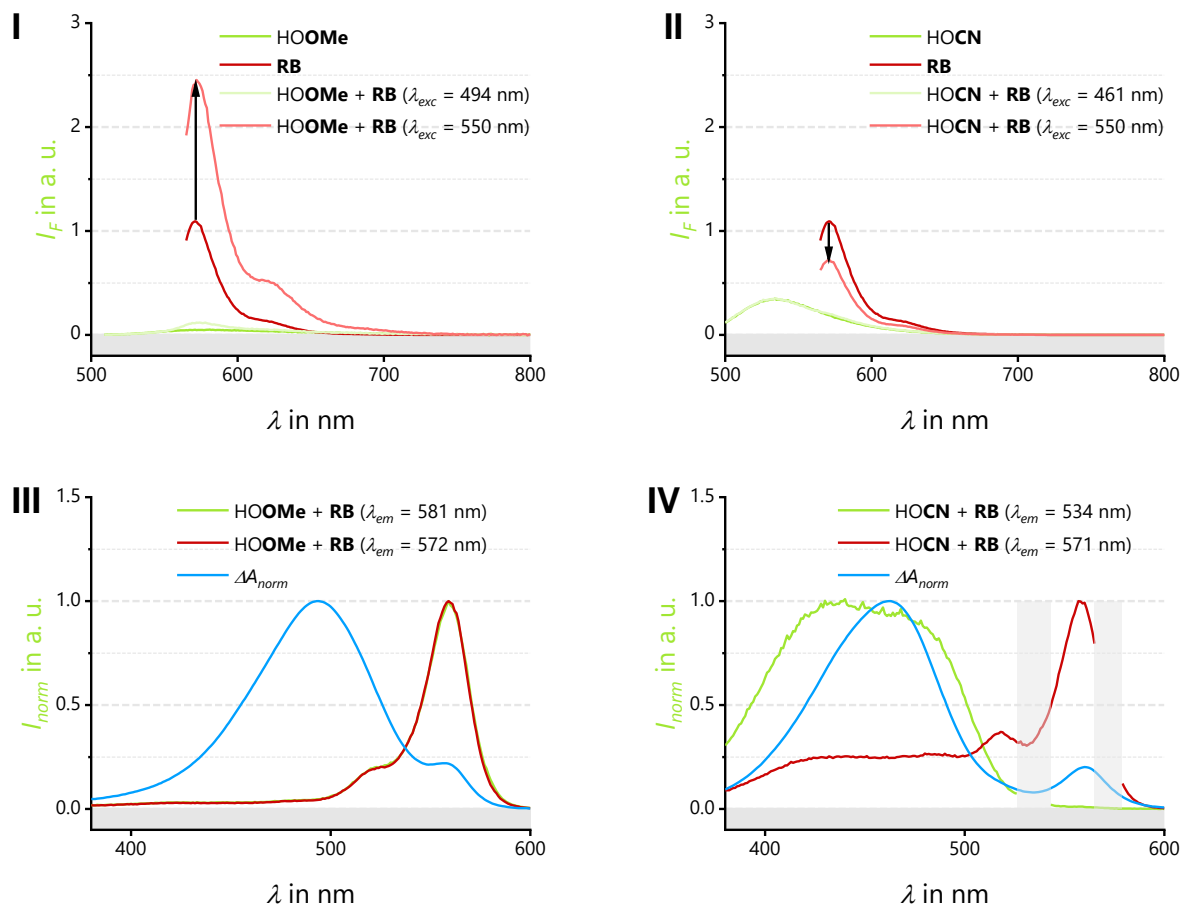 I
HOOMe
RB
HOOMe + RB (λexc = 494 nm)
HOOMe + RB (λexc = 550 nm)
3
2
1
0
IF in a. u.
500
600
700
800
λ in nm
II
HOCN
RB
HOCN + RB (λexc = 461 nm)
HOCN + RB (λexc = 550 nm)
3
2
1
0
IF in a. u.
500
600
700
800
λ in nm
III
HOOMe + RB (λem = 581 nm)
HOOMe + RB (λem = 572 nm)
ΔAnorm
1.5
1.0
0.5
0.0
Inorm in a. u.
400
500
600
λ in nm
IV
HOCN + RB (λem = 534 nm)
HOCN + RB (λem = 571 nm)
ΔAnorm
1.5
1.0
0.5
0.0
Inorm in a. u.
400
500
600
λ in nm